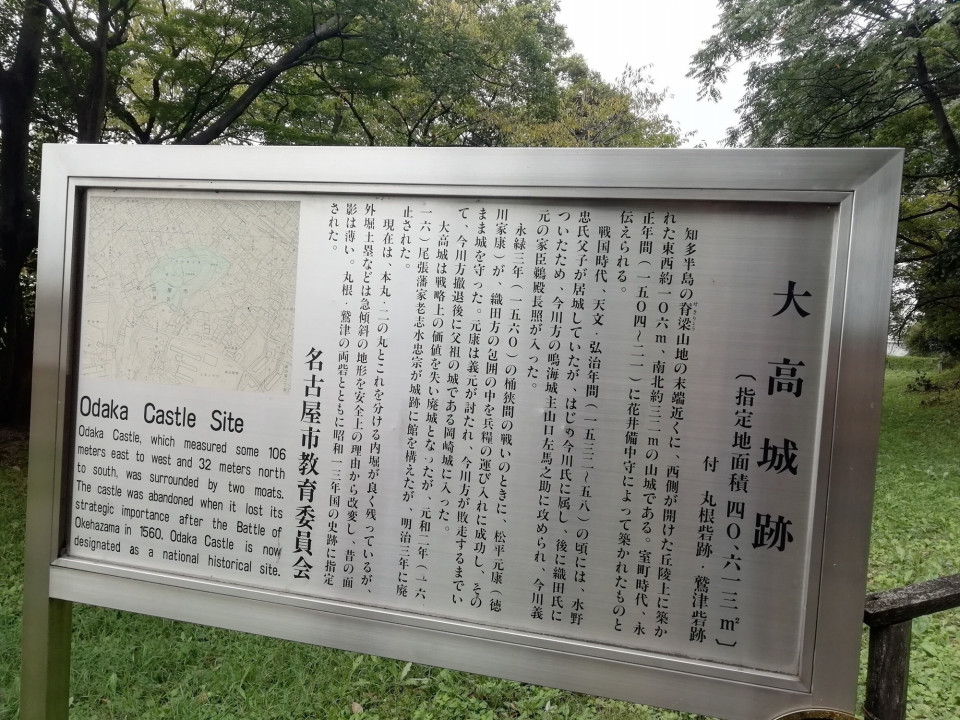 大高城跡
〔指定地面積 四〇、六一三㎡〕
付 丸根砦跡・鷲津砦跡
知多半島の脊梁山地の末端近くに、西側が開けた丘陵上に築か
れた東西約一〇六m、南北約三三mの山城である。室町時代、永
正年間（一五〇四～二一）に花井備中守によって築かれたものと
伝えられる。
戦国時代、天文・弘治年間（一五三二～五八）の頃には、水野
忠氏父子が居城していたが、はじめ今川氏に属し、後に織田氏に
ついたため、今川方の鳴海城主山口左馬之助に攻められ、今川義
元の家臣鵜殿長照が入った。
永緑三年（一五六〇）の桶狭間の戦いのときに、松平元康（徳
川家康）が、織田方の包囲の中を兵糧の運び入れに成功し、その
まま城を守った。元康は義元が討たれ、今川方が敗走するまでい
て、今川方撤退後に父祖の城である岡崎城に入った。
大高城は戦略上の価値を失い廃城となったが、元和二年（一六
一六）尾張藩家老志水忠宗が城跡に館を構えたが、明治三年に廃
止された。
現在は、本丸・二の丸とこれを分ける内堀が良く残っているが、
外堀土塁などは急傾斜の地形を安全上の理由から改変し、昔の面
影は薄い。丸根、鷲津の両砦とともに昭和一三年国の史跡に指定
された。
名古屋市教育委員会
Odaka Castle Site
Odaka Castle, which measured some 106
meters east to west and 32 meters north
to south, was surrounded by two moats.
The castle was abandoned when it lost its
strategic importance after the Battle of
Okehazama in 1560. Odaka Castle is now
designated as a national historical site.